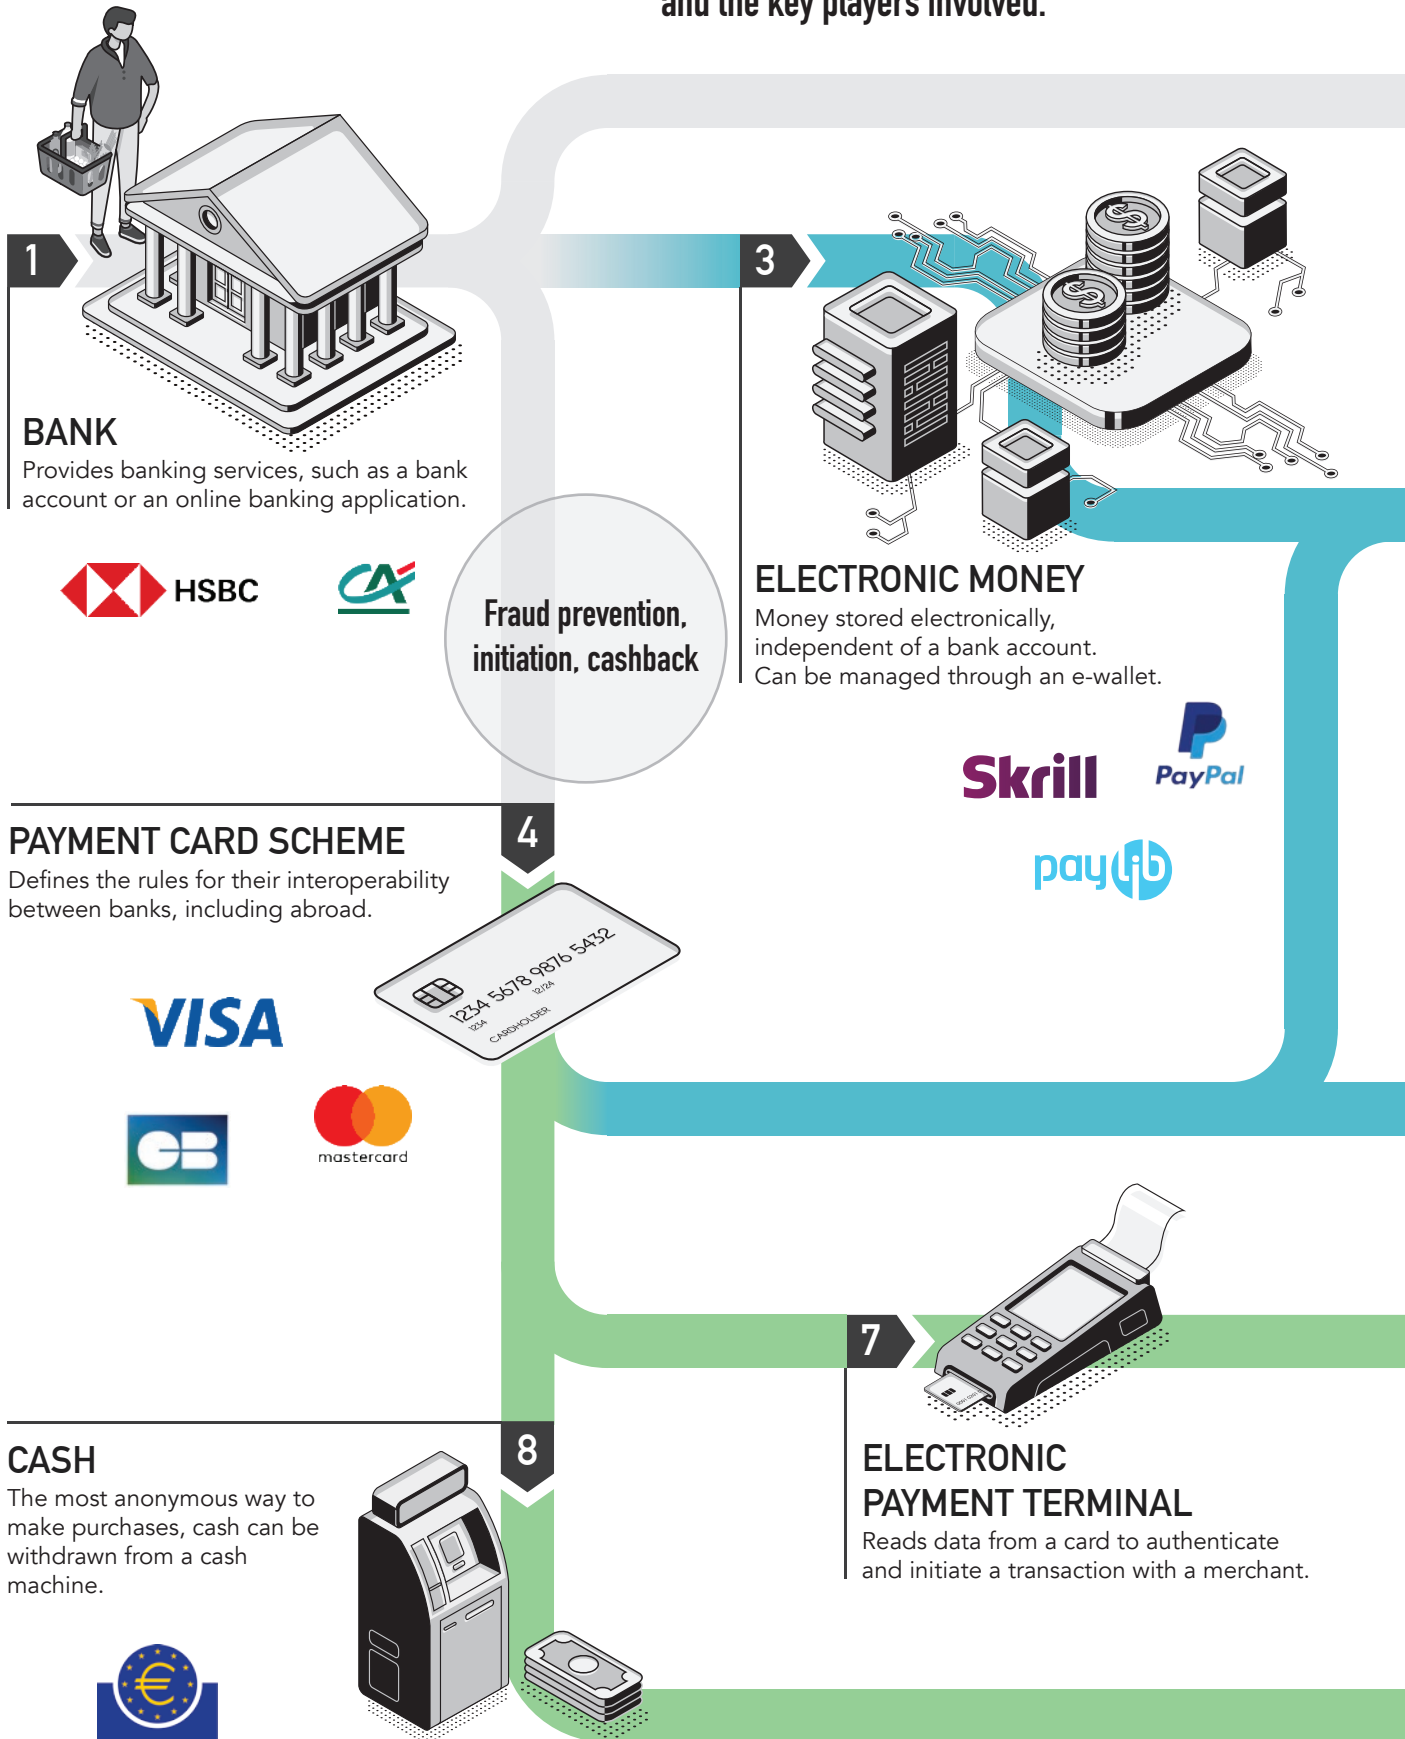 and the key players involved.
1
BANK
Provides banking services, such as a bank
account or an online banking application.
HSBC
CA
Fraud prevention,
initiation, cashback
3
ELECTRONIC MONEY
Money stored electronically,
independent of a bank account.
Can be managed through an e-wallet.
Skrill
PayPal
paylib
4
PAYMENT CARD SCHEME
Defines the rules for their interoperability
between banks, including abroad.
1234 5678 9876 5432
1234
12/24
CARDHOLDER
VISA
CB
mastercard
7
ELECTRONIC
PAYMENT TERMINAL
Reads data from a card to authenticate
and initiate a transaction with a merchant.
8
CASH
The most anonymous way to
make purchases, cash can be
withdrawn from a cash
machine.